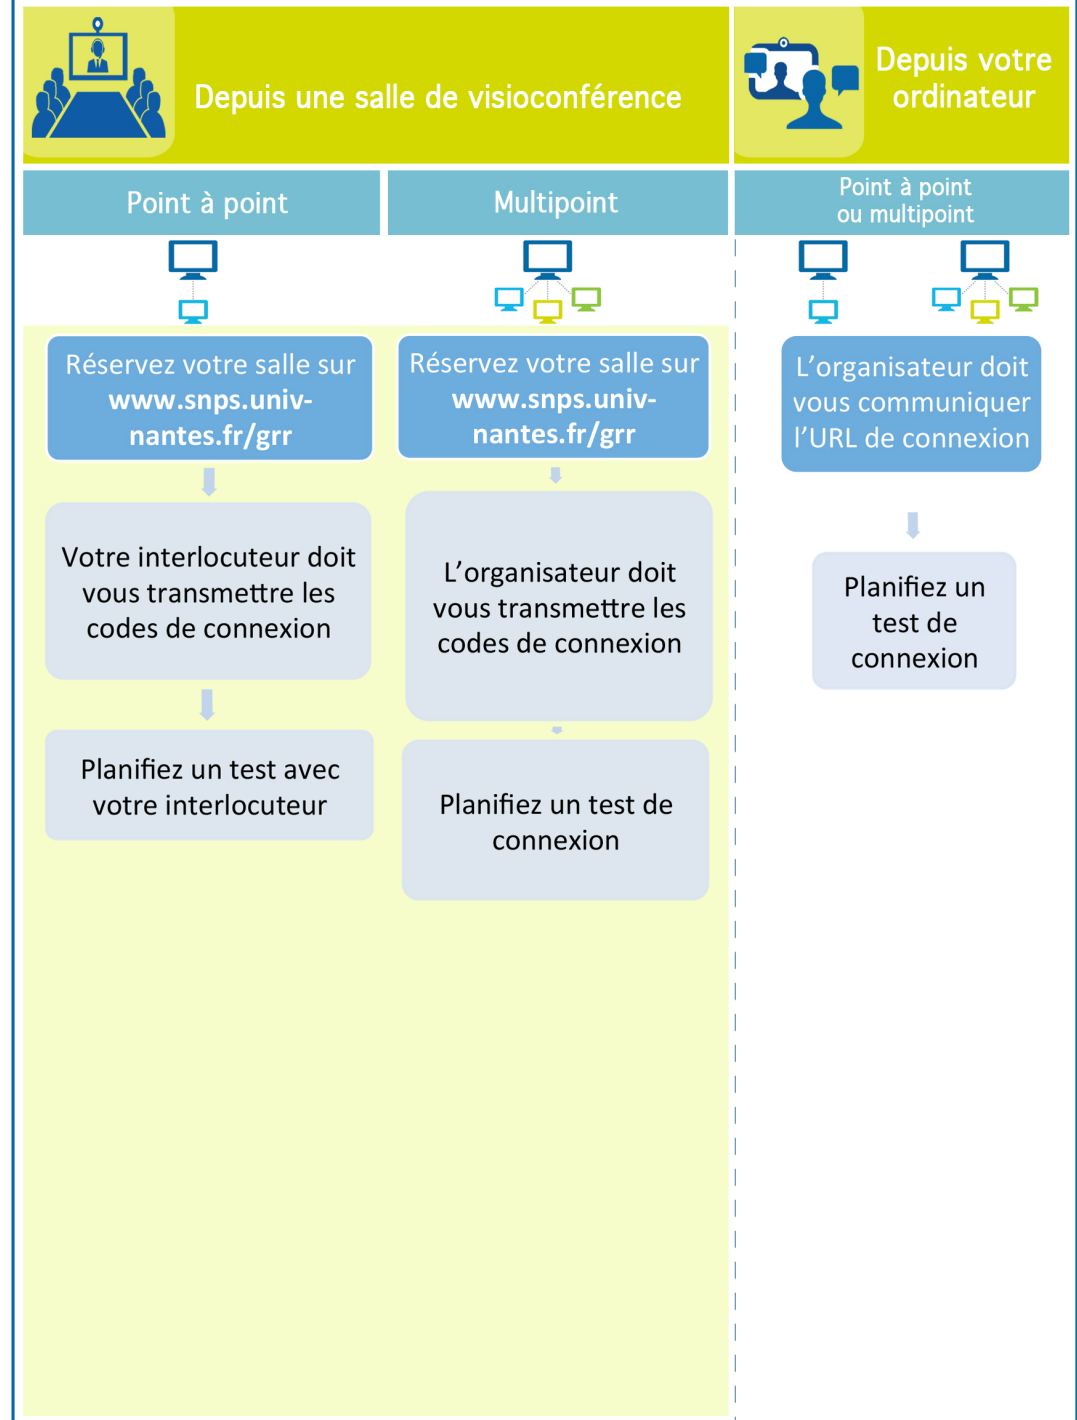 Depuis une salle de visioconférence
Depuis votre
ordinateur
Point à point
Multipoint
Point à point
ou multipoint
Réservez votre salle sur
www.snps.univ-
nantes.fr/grr
Votre interlocuteur doit
vous transmettre les
codes de connexion
Planifiez un test avec
votre interlocuteur
Réservez votre salle sur
www.snps.univ-
nantes.fr/grr
L’organisateur doit
vous transmettre les
codes de connexion
Planifiez un test de
connexion
L’organisateur doit
vous communiquer
l’URL de connexion
Planifiez un
test de
connexion